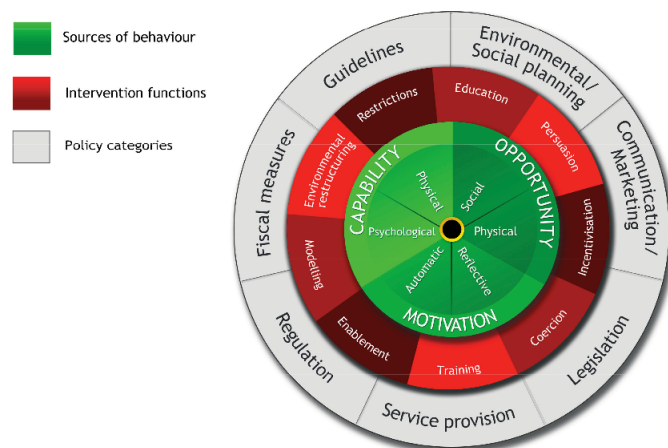 Sources of behaviour
Intervention functions
Policy categories
Guidelines
Environmental/
Social planning
Communication/
Marketing
Legislation
Service provision
Regulation
Fiscal measures
Restrictions
Education
Persuasion
Incentivisation
Coercion
Training
Enablement
Modelling
Environmental
restructuring
CAPABILITY
OPPORTUNITY
MOTIVATION
Physical
Social
Physical
Reflective
Automatic
Psychological